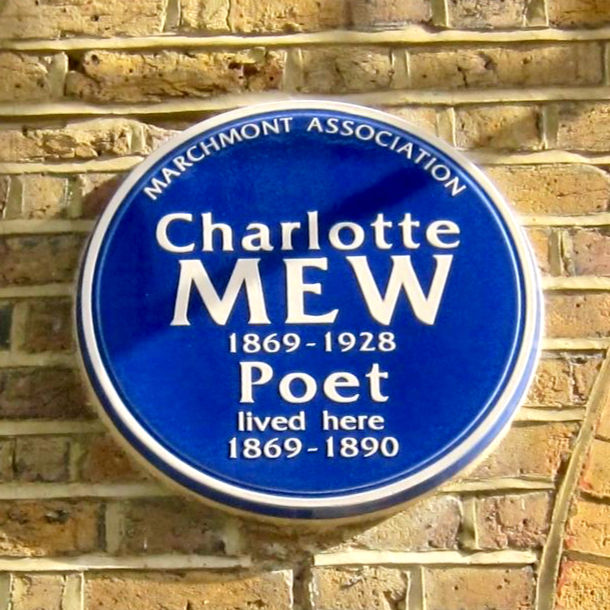 MARCHMONT ASSOCIATION
Charlotte
MEW
1869-1928
Poet
lived here
1869-1890